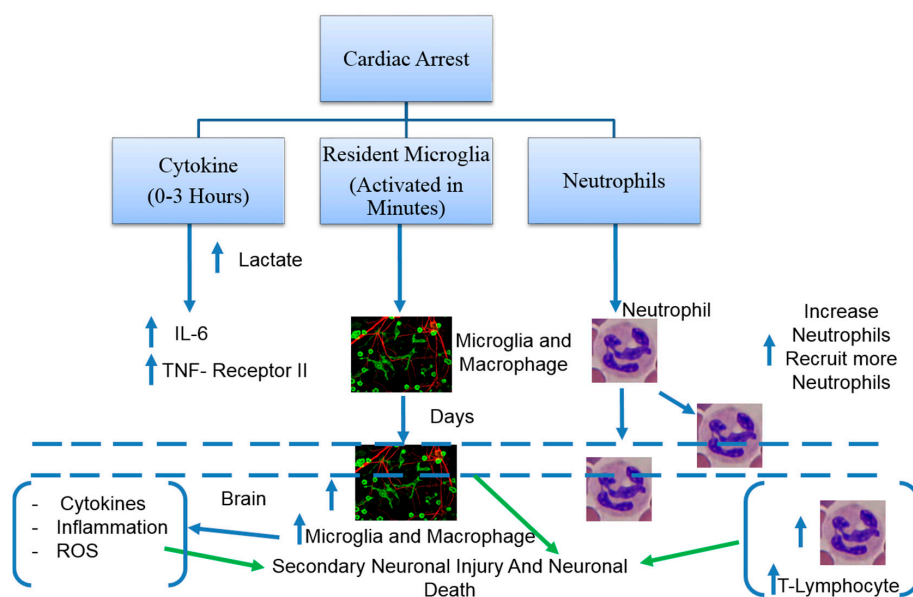 Cardiac Arrest
Cytokine
(0-3 Hours)
Resident Microglia
(Activated in
Minutes)
Neutrophils
Lactate
IL-6
TNF- Receptor II
Microglia and
Macrophage
Neutrophil
Increase
Neutrophils
Recruit more
Neutrophils
Days
- Cytokines
- Inflammation
- ROS
Brain
Microglia and Macrophage
Secondary Neuronal Injury And Neuronal
Death
T-Lymphocyte